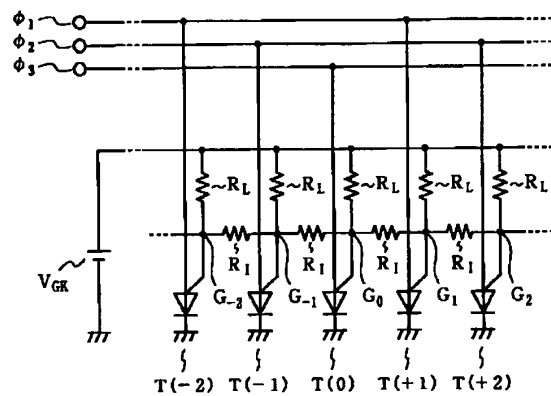 ϕ1
ϕ2
ϕ3
~RL ~RL ~RL ~RL ~RL
VGK
RI RI RI RI
G-2 G-1 G0 G1 G2
T(-2) T(-1) T(0) T(+1) T(+2)